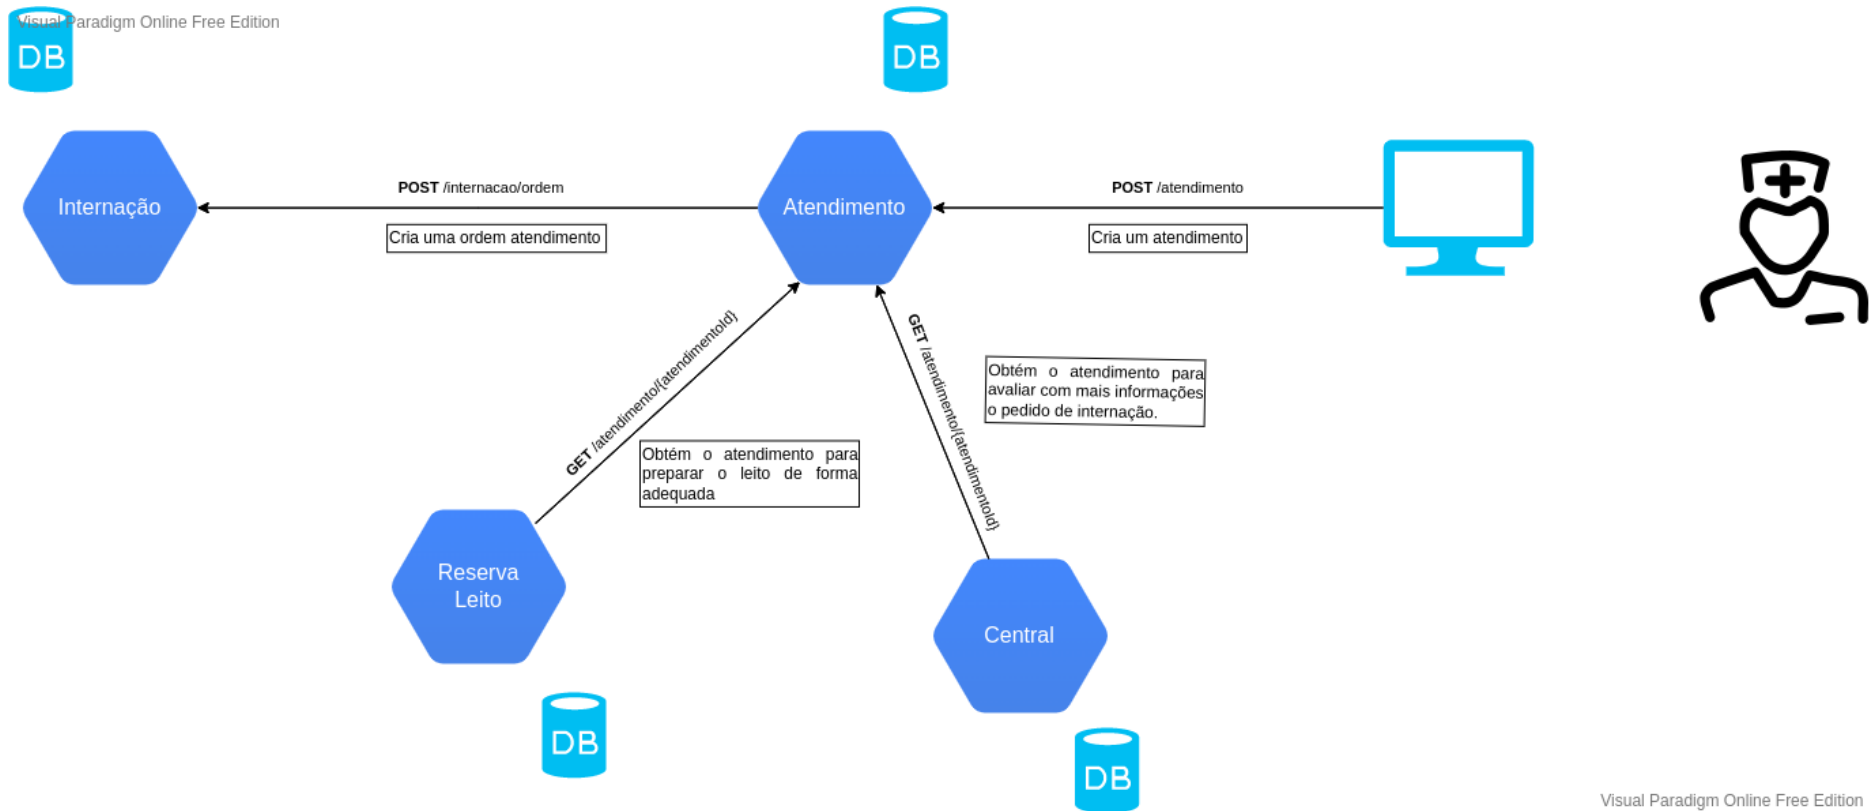 Visual Paradigm Online Free Edition
DB
DB
Internação
POST /internacao/ordem
Cria uma ordem atendimento
Atendimento
POST /atendimento
Cria um atendimento
GET /atendimento/{atendimentoId}
Obtém o atendimento para
preparar o leito de forma
adequada
GET /atendimento/{atendimentoId}
Obtém o atendimento para
avaliar com mais informações
o pedido de internação.
Reserva
Leito
Central
DB
DB
Visual Paradigm Online Free Edition